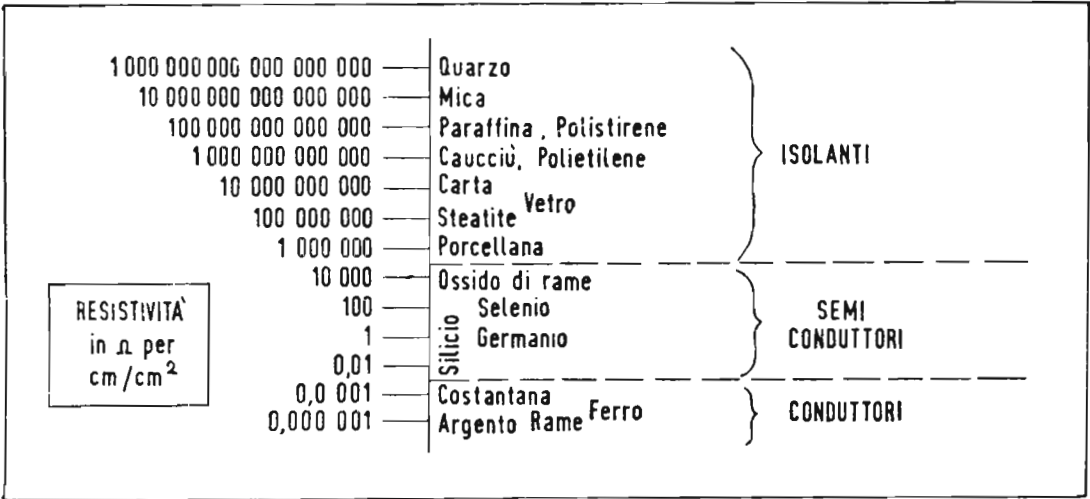 1 000 000 000 000 000 000 Quarzo
10 000 000 000 000 000 Mica
100 000 000 000 000 Paraffina , Polistirene
1 000 000 000 000 Caucciù, Polietilene
10 000 000 000 Carta
Vetro
100 000 000 Steatite
1 000 000 Porcellana
ISOLANTI
10 000 Ossido di rame
100 Selenio
1 Germanio
0,01
Silicio
SEMI
CONDUTTORI
0,0 001 Costantana
0,000 001 Argento Rame Ferro
CONDUTTORI
RESISTIVITÀ
in Ω per
cm/cm²